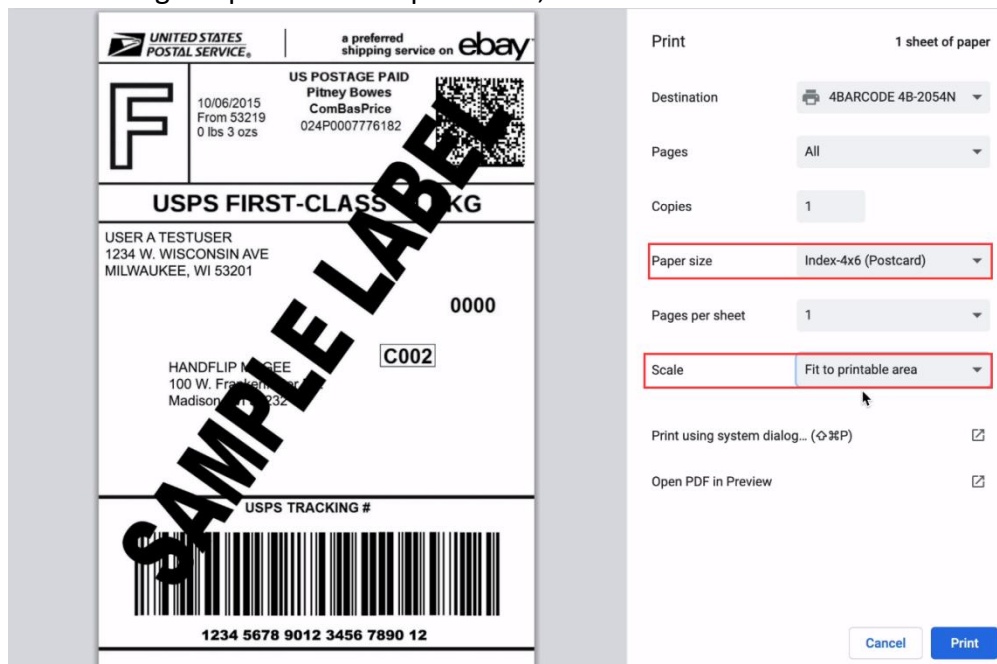 UNITED STATES
POSTAL SERVICE®
a preferred
shipping service on ebay
F
10/06/2015
From 53219
0 lbs 3 ozs
US POSTAGE PAID
Pitney Bowes
ComBasPrice
024P0007776182
USPS FIRST-CLASS KG
USER A TESTUSER
1234 W. WISCONSIN AVE
MILWAUKEE, WI 53201
0000
C002
HANDFLIP
100 W.
Madison
SAMPLE LABEL
USPS TRACKING #
1234 5678 9012 3456 7890 12
Print 1 sheet of paper
Destination 4BARCODE 4B-2054N
Pages All
Copies 1
Paper size Index-4x6 (Postcard)
Pages per sheet 1
Scale Fit to printable area
Print using system dialog... (⇧⌘P)
Open PDF in Preview
Cancel Print